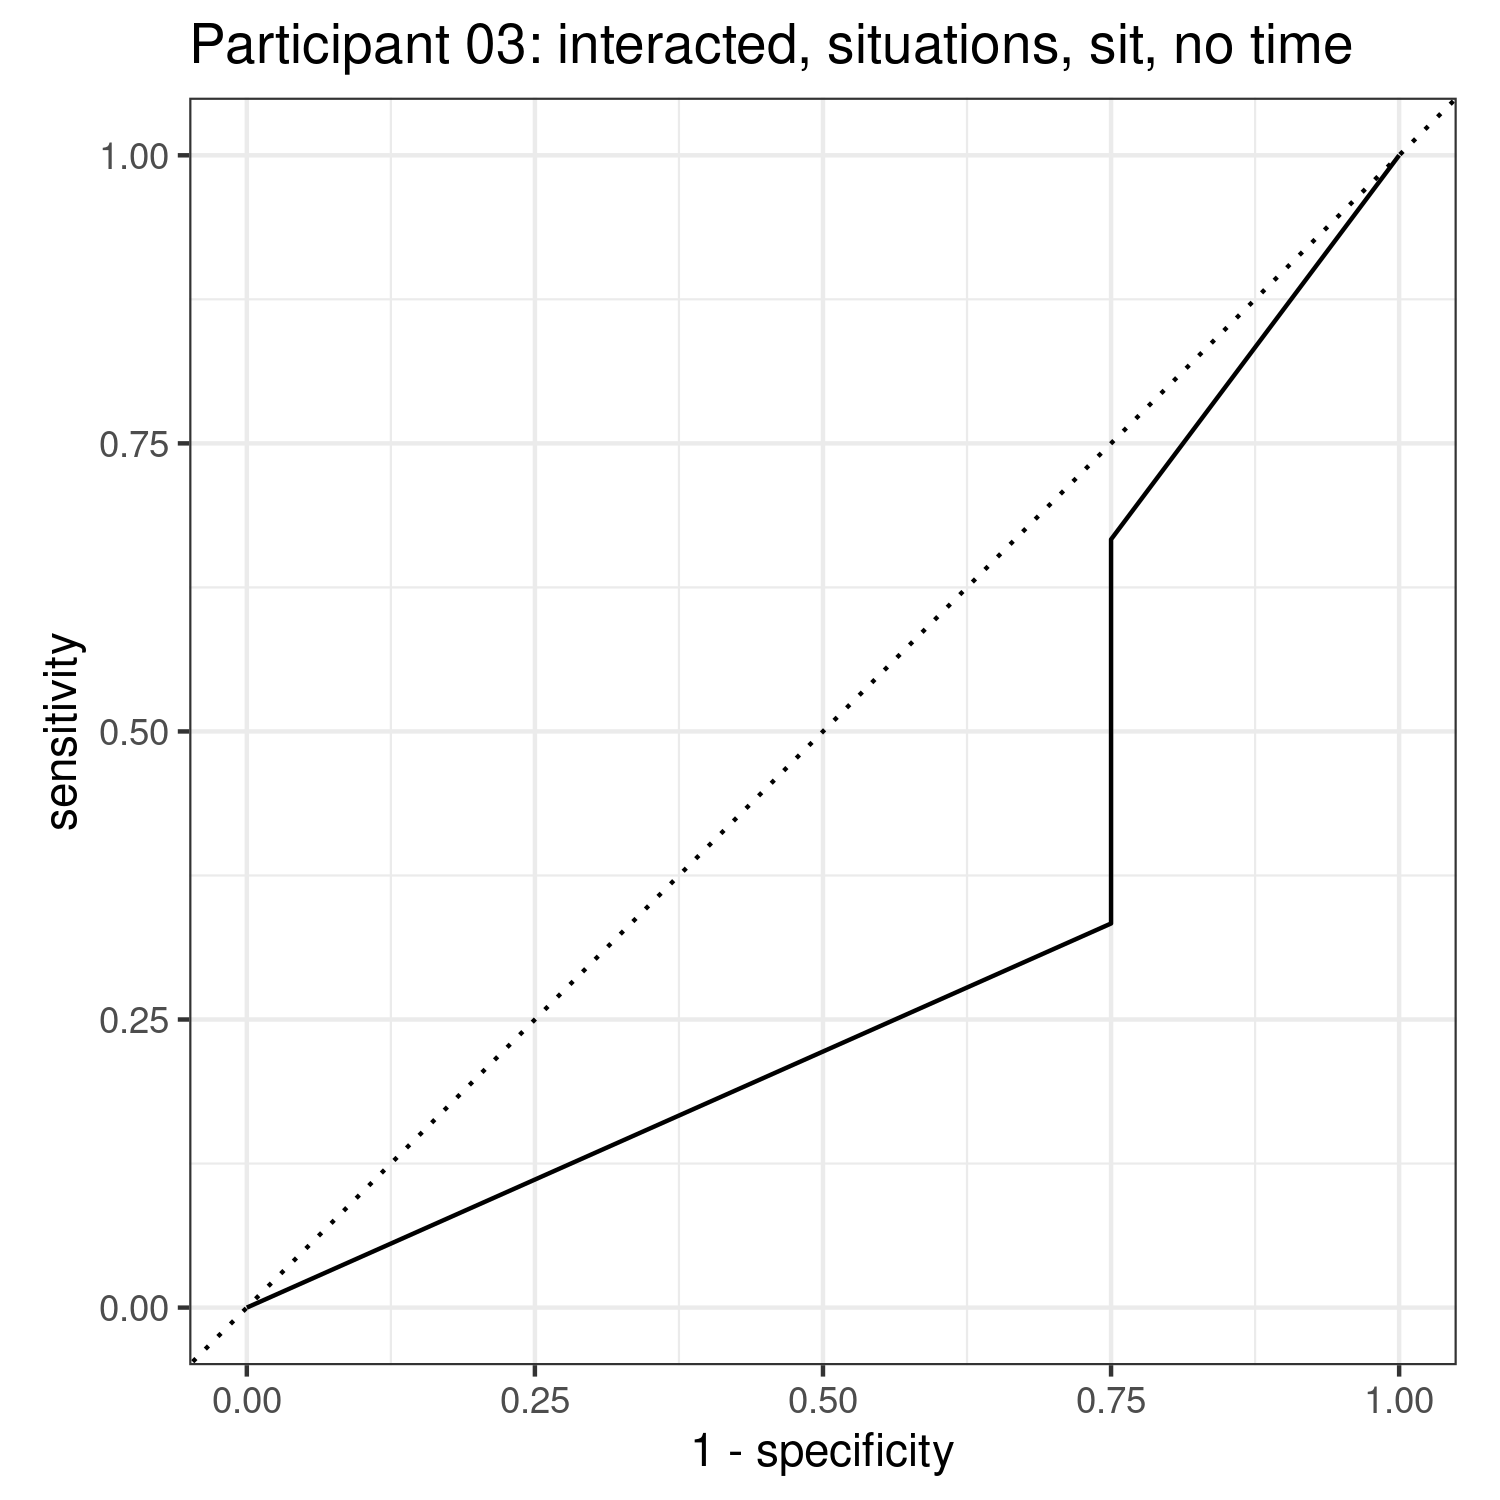 Participant 03: interacted, situations, sit, no time
sensitivity
1.00
0.75
0.50
0.25
0.00
0.00 0.25 0.50 0.75 1.00
1 - specificity